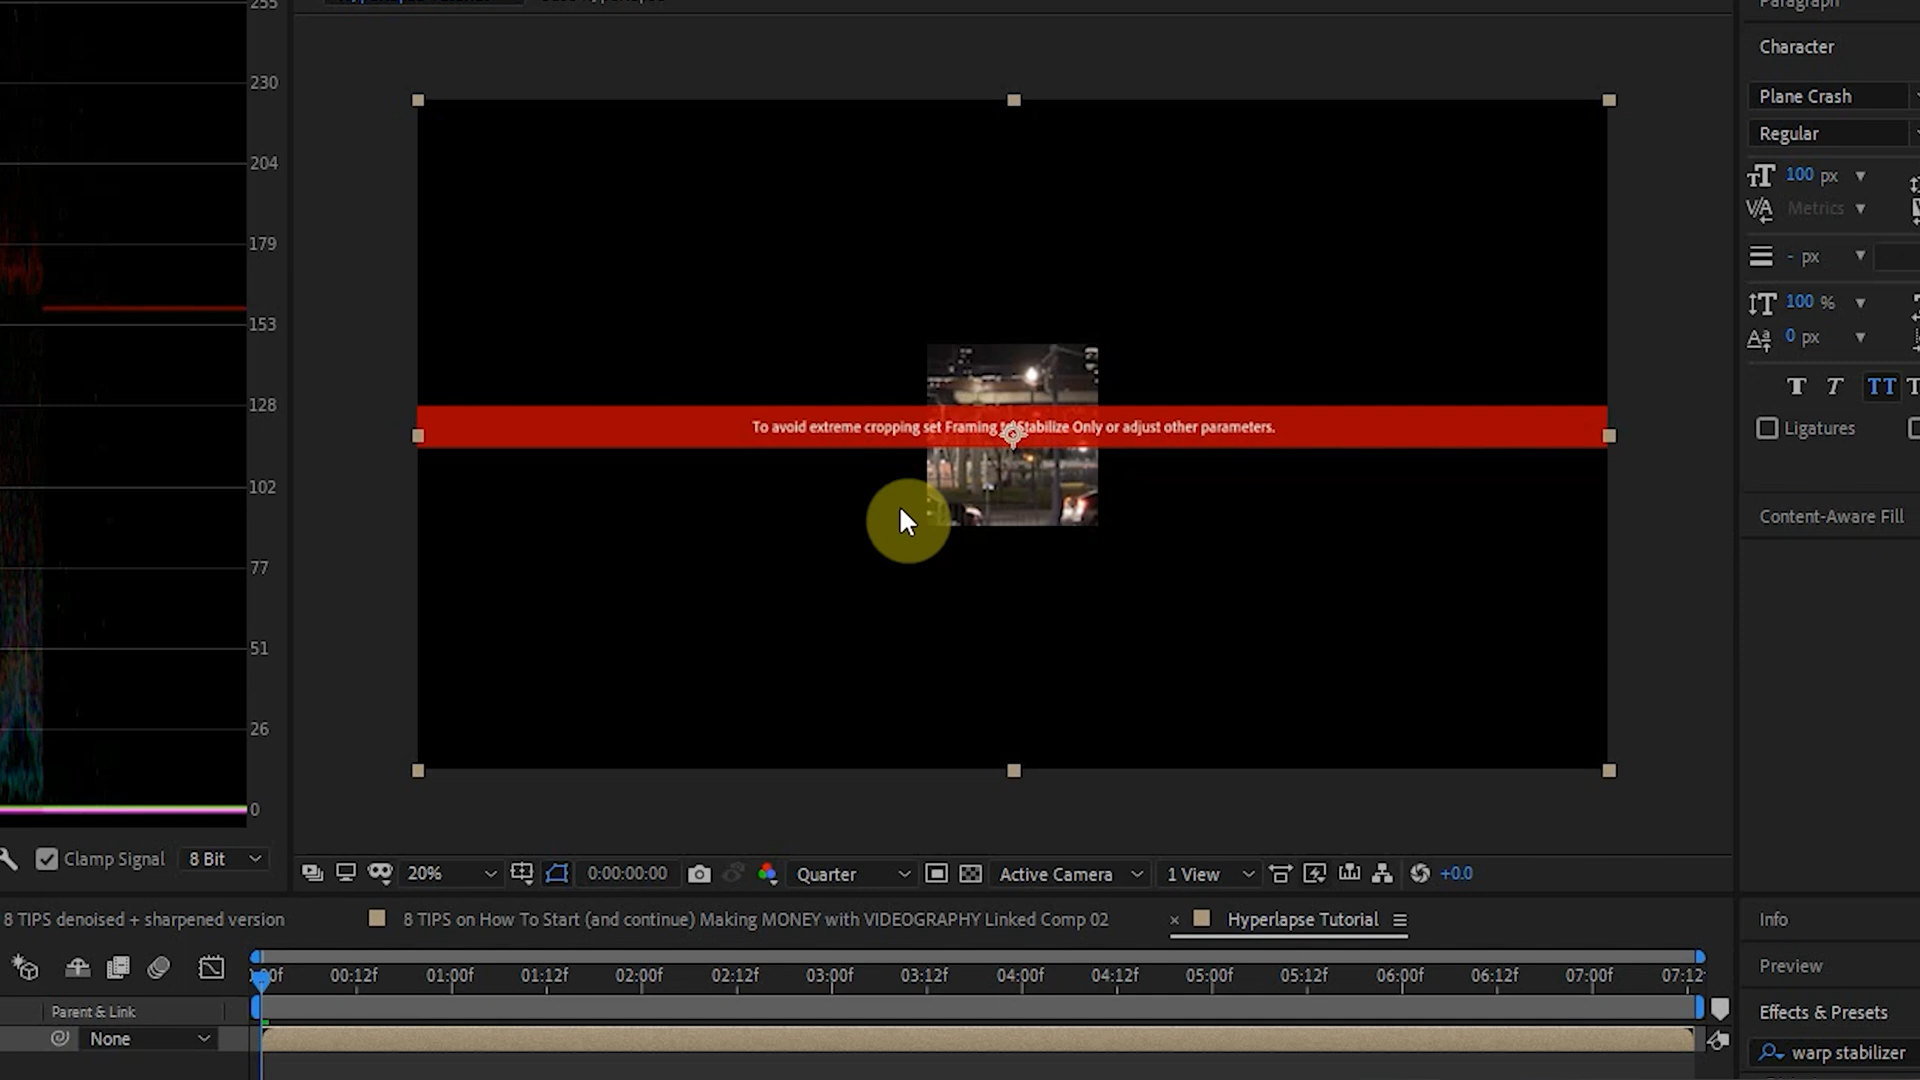 255
230
204
179
153
128
102
77
51
26
0
Clamp Signal
8 Bit
To avoid extreme cropping set Framing to Stabilize Only or adjust other parameters.
20%
0:00:00:00
Quarter
Active Camera
1 View
+0.0
Paragraph
Character
Plane Crash
Regular
100 px
Metrics
- px
100 %
0 px
T T TT
Ligatures
Content-Aware Fill
8 TIPS denoised + sharpened version
8 TIPS on How To Start (and continue) Making MONEY with VIDEOGRAPHY Linked Comp 02
Hyperlapse Tutorial
00f 00:12f 01:00f 01:12f 02:00f 02:12f 03:00f 03:12f 04:00f 04:12f 05:00f 05:12f 06:00f 06:12f 07:00f 07:12
Parent & Link
None
Info
Preview
Effects & Presets
warp stabilizer